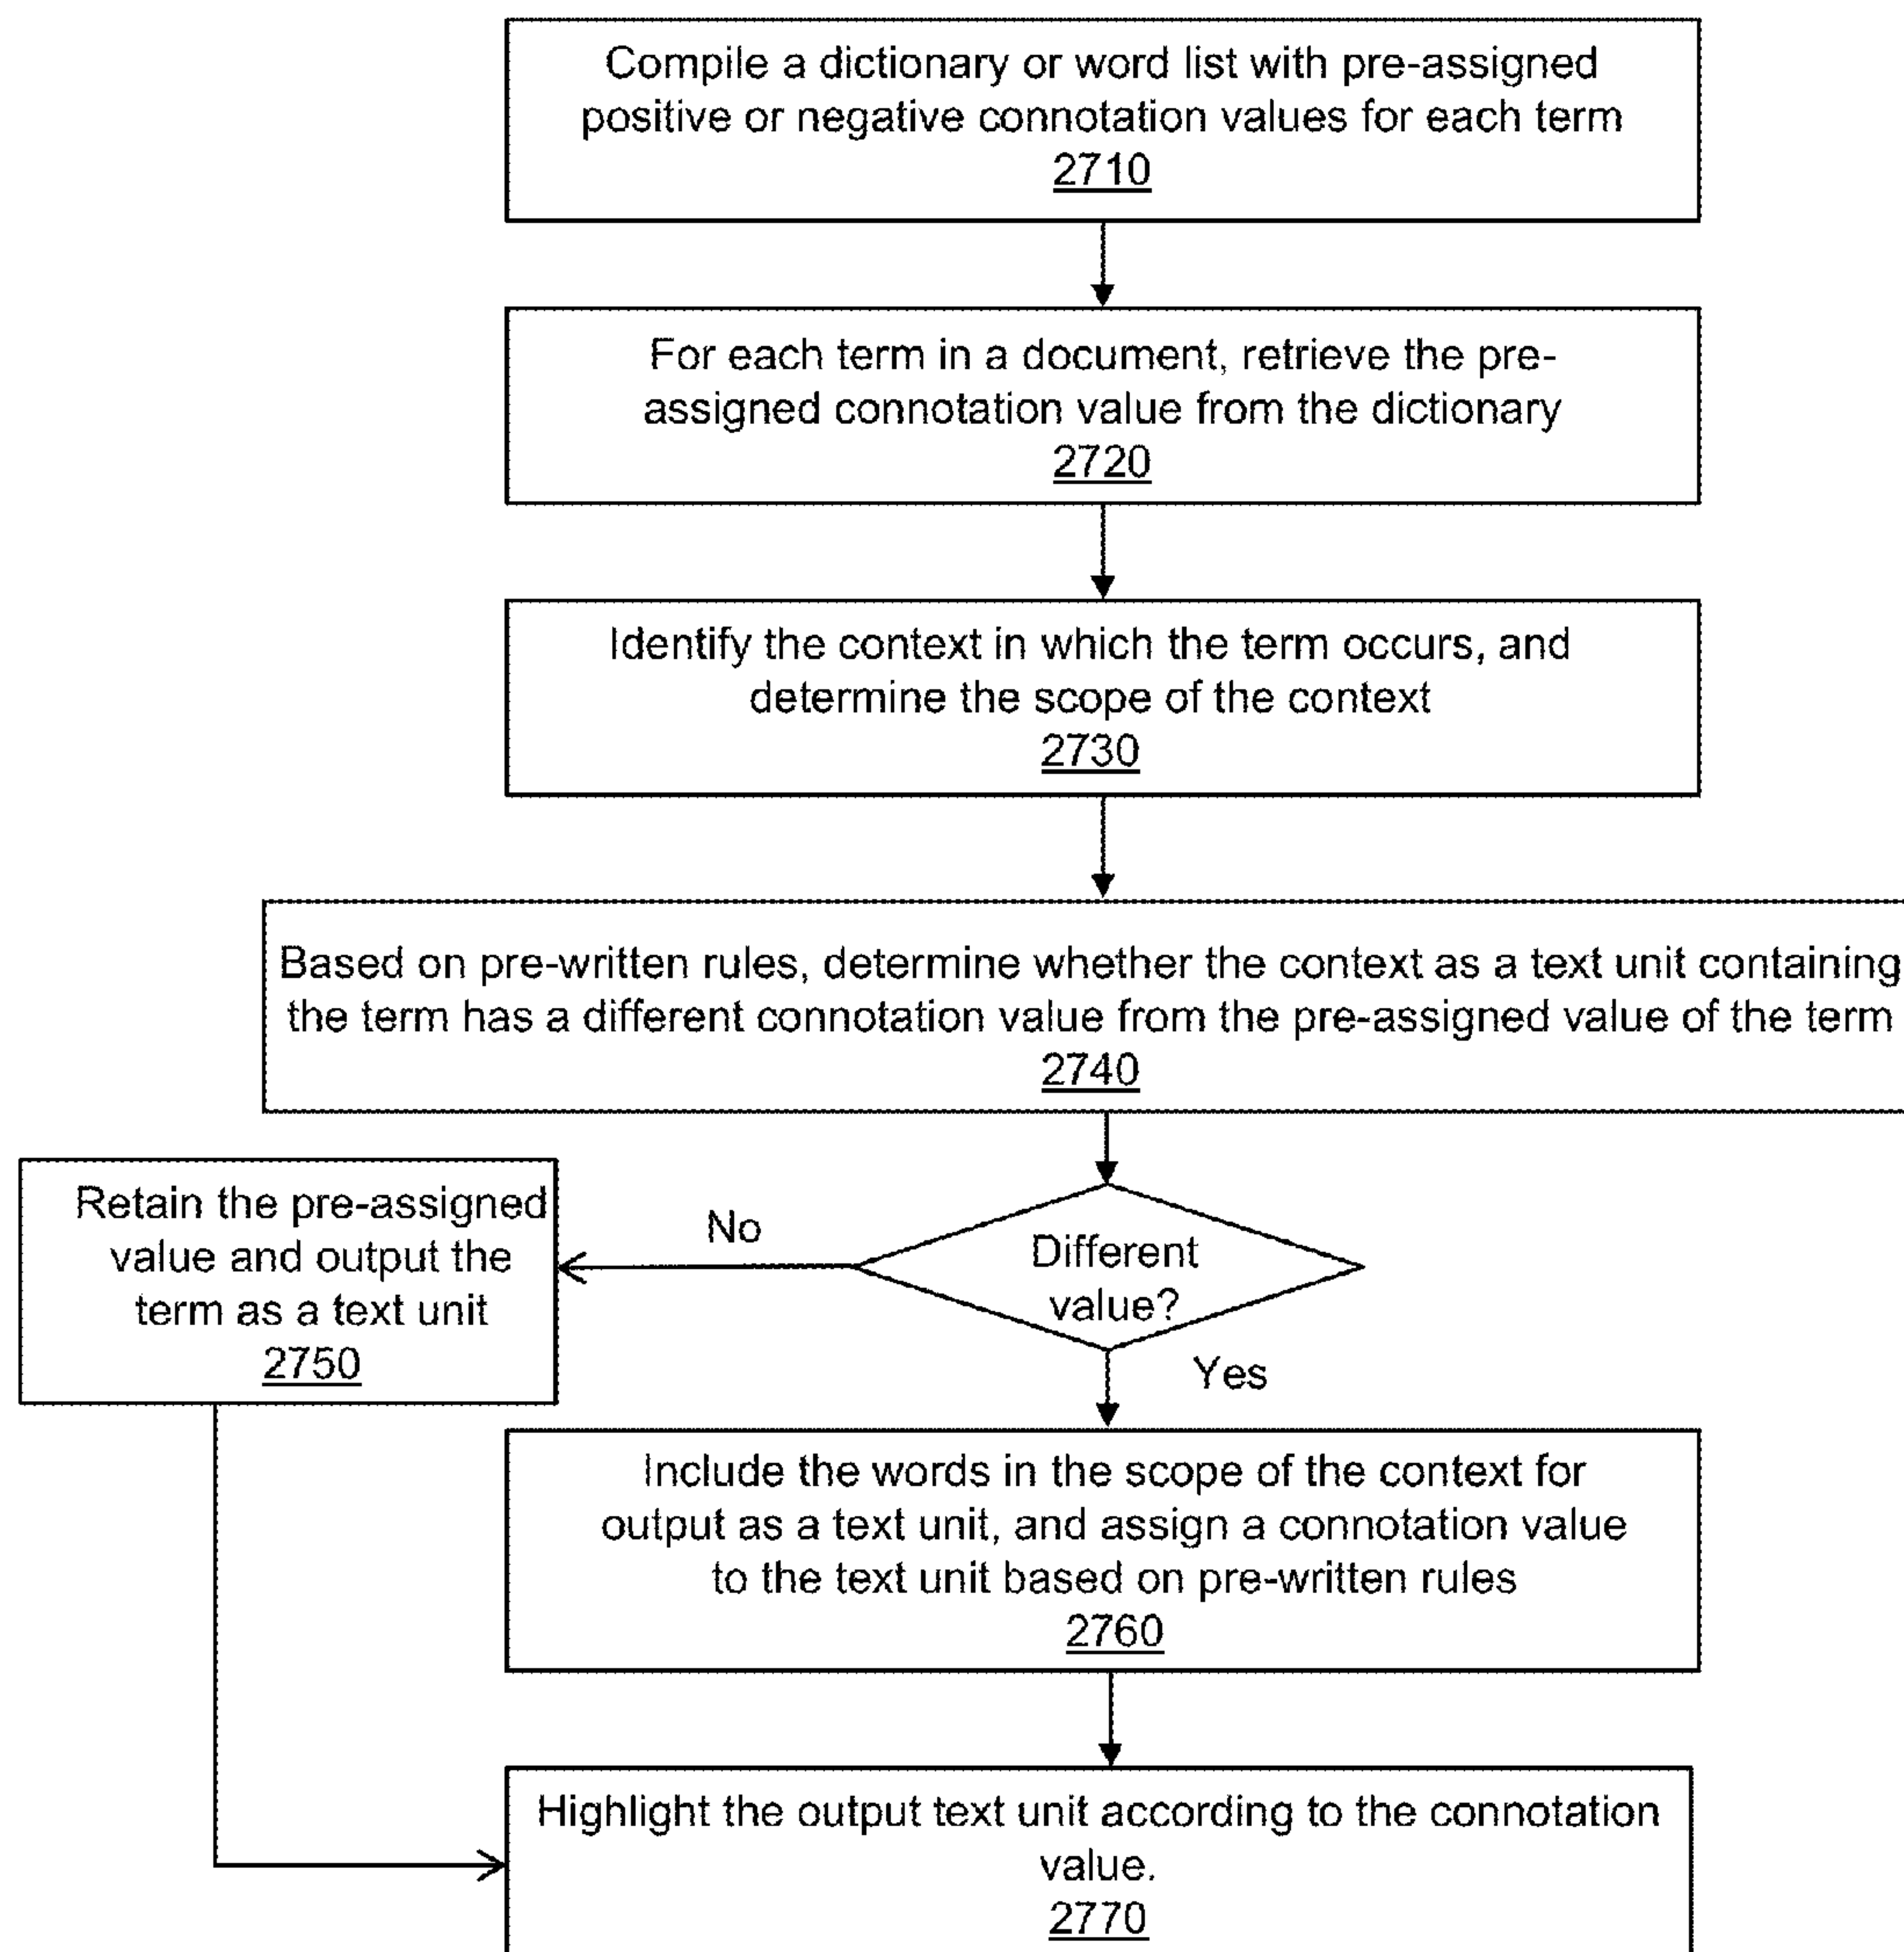 Compile a dictionary or word list with pre-assigned
positive or negative connotation values for each term
2710
For each term in a document, retrieve the pre-
assigned connotation value from the dictionary
2720
Identify the context in which the term occurs, and
determine the scope of the context
2730
Based on pre-written rules, determine whether the context as a text unit containing
the term has a different connotation value from the pre-assigned value of the term
2740
Different
value?
No
Retain the pre-assigned
value and output the
term as a text unit
2750
Yes
Include the words in the scope of the context for
output as a text unit, and assign a connotation value
to the text unit based on pre-written rules
2760
Highlight the output text unit according to the connotation
value.
2770